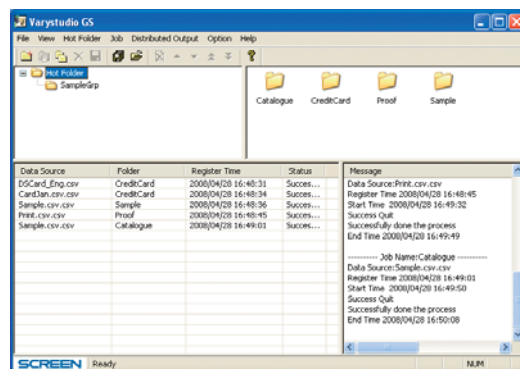 Varystudio GS
File View Hot Folder Job Distributed Output Option Help
Hot Folder
SampleGrp
Catalogue CreditCard Proof Sample
Data Source Folder Register Time Status
DSCard_Eng.csv CreditCard 2008/04/28 16:48:31 Succes...
CardJan.csv.csv CreditCard 2008/04/28 16:48:34 Succes...
Sample.csv.csv Sample 2008/04/28 16:48:36 Succes...
Print.csv.csv Proof 2008/04/28 16:48:45 Succes...
Sample.csv.csv Catalogue 2008/04/28 16:49:01 Succes...
Message
Data Source:Print.csv.csv
Register Time 2008/04/28 16:48:45
Start Time 2008/04/28 16:49:32
Success Quit
Successfully done the process
End Time 2008/04/28 16:49:49
---------- Job Name:Catalogue ----------
Data Source:Sample.csv.csv
Register Time 2008/04/28 16:49:01
Start Time 2008/04/28 16:49:50
Success Quit
Successfully done the process
End Time 2008/04/28 16:50:08
SCREEN Ready NUM